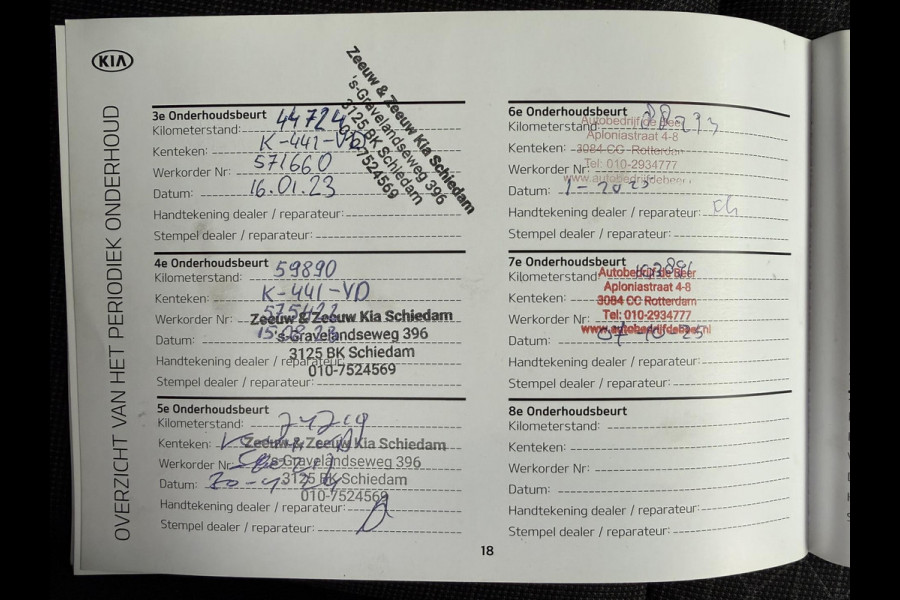 KIA
OVERZICHT VAN HET PERIODIEK ONDERHOUD
3e Onderhoudsbeurt
Kilometerstand: 44724
Kenteken: K-441-VD
Werkorder Nr: 571660
Datum: 16.01.23
Handtekening dealer / reparateur:
Stempel dealer / reparateur:
Zeeuw & Zeeuw Kia Schiedam
's-Gravelandseweg 396
3125 BK Schiedam
010-7524569
4e Onderhoudsbeurt
Kilometerstand: 59890
Kenteken: K-441-VD
Werkorder Nr:
Datum:
Handtekening dealer / reparateur:
Stempel dealer / reparateur:
Zeeuw & Zeeuw Kia Schiedam
's-Gravelandseweg 396
3125 BK Schiedam
010-7524569
5e Onderhoudsbeurt
Kilometerstand:
Kenteken:
Werkorder Nr:
Datum:
Handtekening dealer / reparateur:
Stempel dealer / reparateur:
Zeeuw & Zeeuw Kia Schiedam
's-Gravelandseweg 396
3125 BK Schiedam
010-7524569
6e Onderhoudsbeurt
Kilometerstand:
Kenteken:
Werkorder Nr:
Datum:
Handtekening dealer / reparateur:
Stempel dealer / reparateur:
Autobedrijf de Beer
Aploniastraat 4-8
3084 CC Rotterdam
Tel: 010-2934777
www.autobedrijfdebeer.
7e Onderhoudsbeurt
Kilometerstand:
Kenteken:
Werkorder Nr:
Datum:
Handtekening dealer / reparateur:
Stempel dealer / reparateur:
Autobedrijf de Beer
Aploniastraat 4-8
3084 CC Rotterdam
Tel: 010-2934777
www.autobedrijfdebeer.nl
8e Onderhoudsbeurt
Kilometerstand:
Kenteken:
Werkorder Nr:
Datum:
Handtekening dealer / reparateur:
Stempel dealer / reparateur:
18